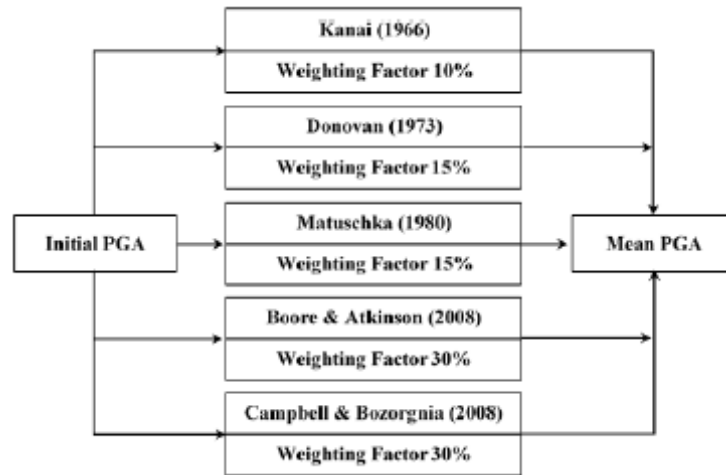 Kanai (1966)
Weighting Factor 10%
Donovan (1973)
Weighting Factor 15%
Initial PGA
Matuschka (1980)
Weighting Factor 15%
Mean PGA
Boore & Atkinson (2008)
Weighting Factor 30%
Campbell & Bozorgnia (2008)
Weighting Factor 30%